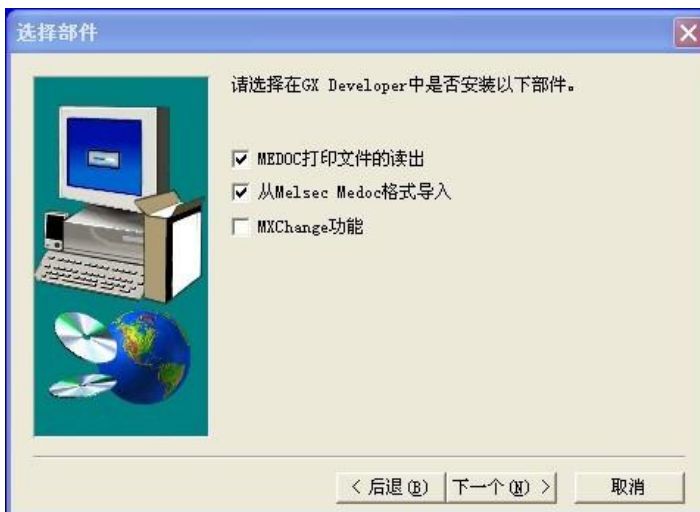 选择部件
请选择在GX Developer中是否安装以下部件。
MEDOC打印文件的读出
从Melsec Medoc格式导入
MXChange功能
< 后退(B) 下一个(N) > 取消